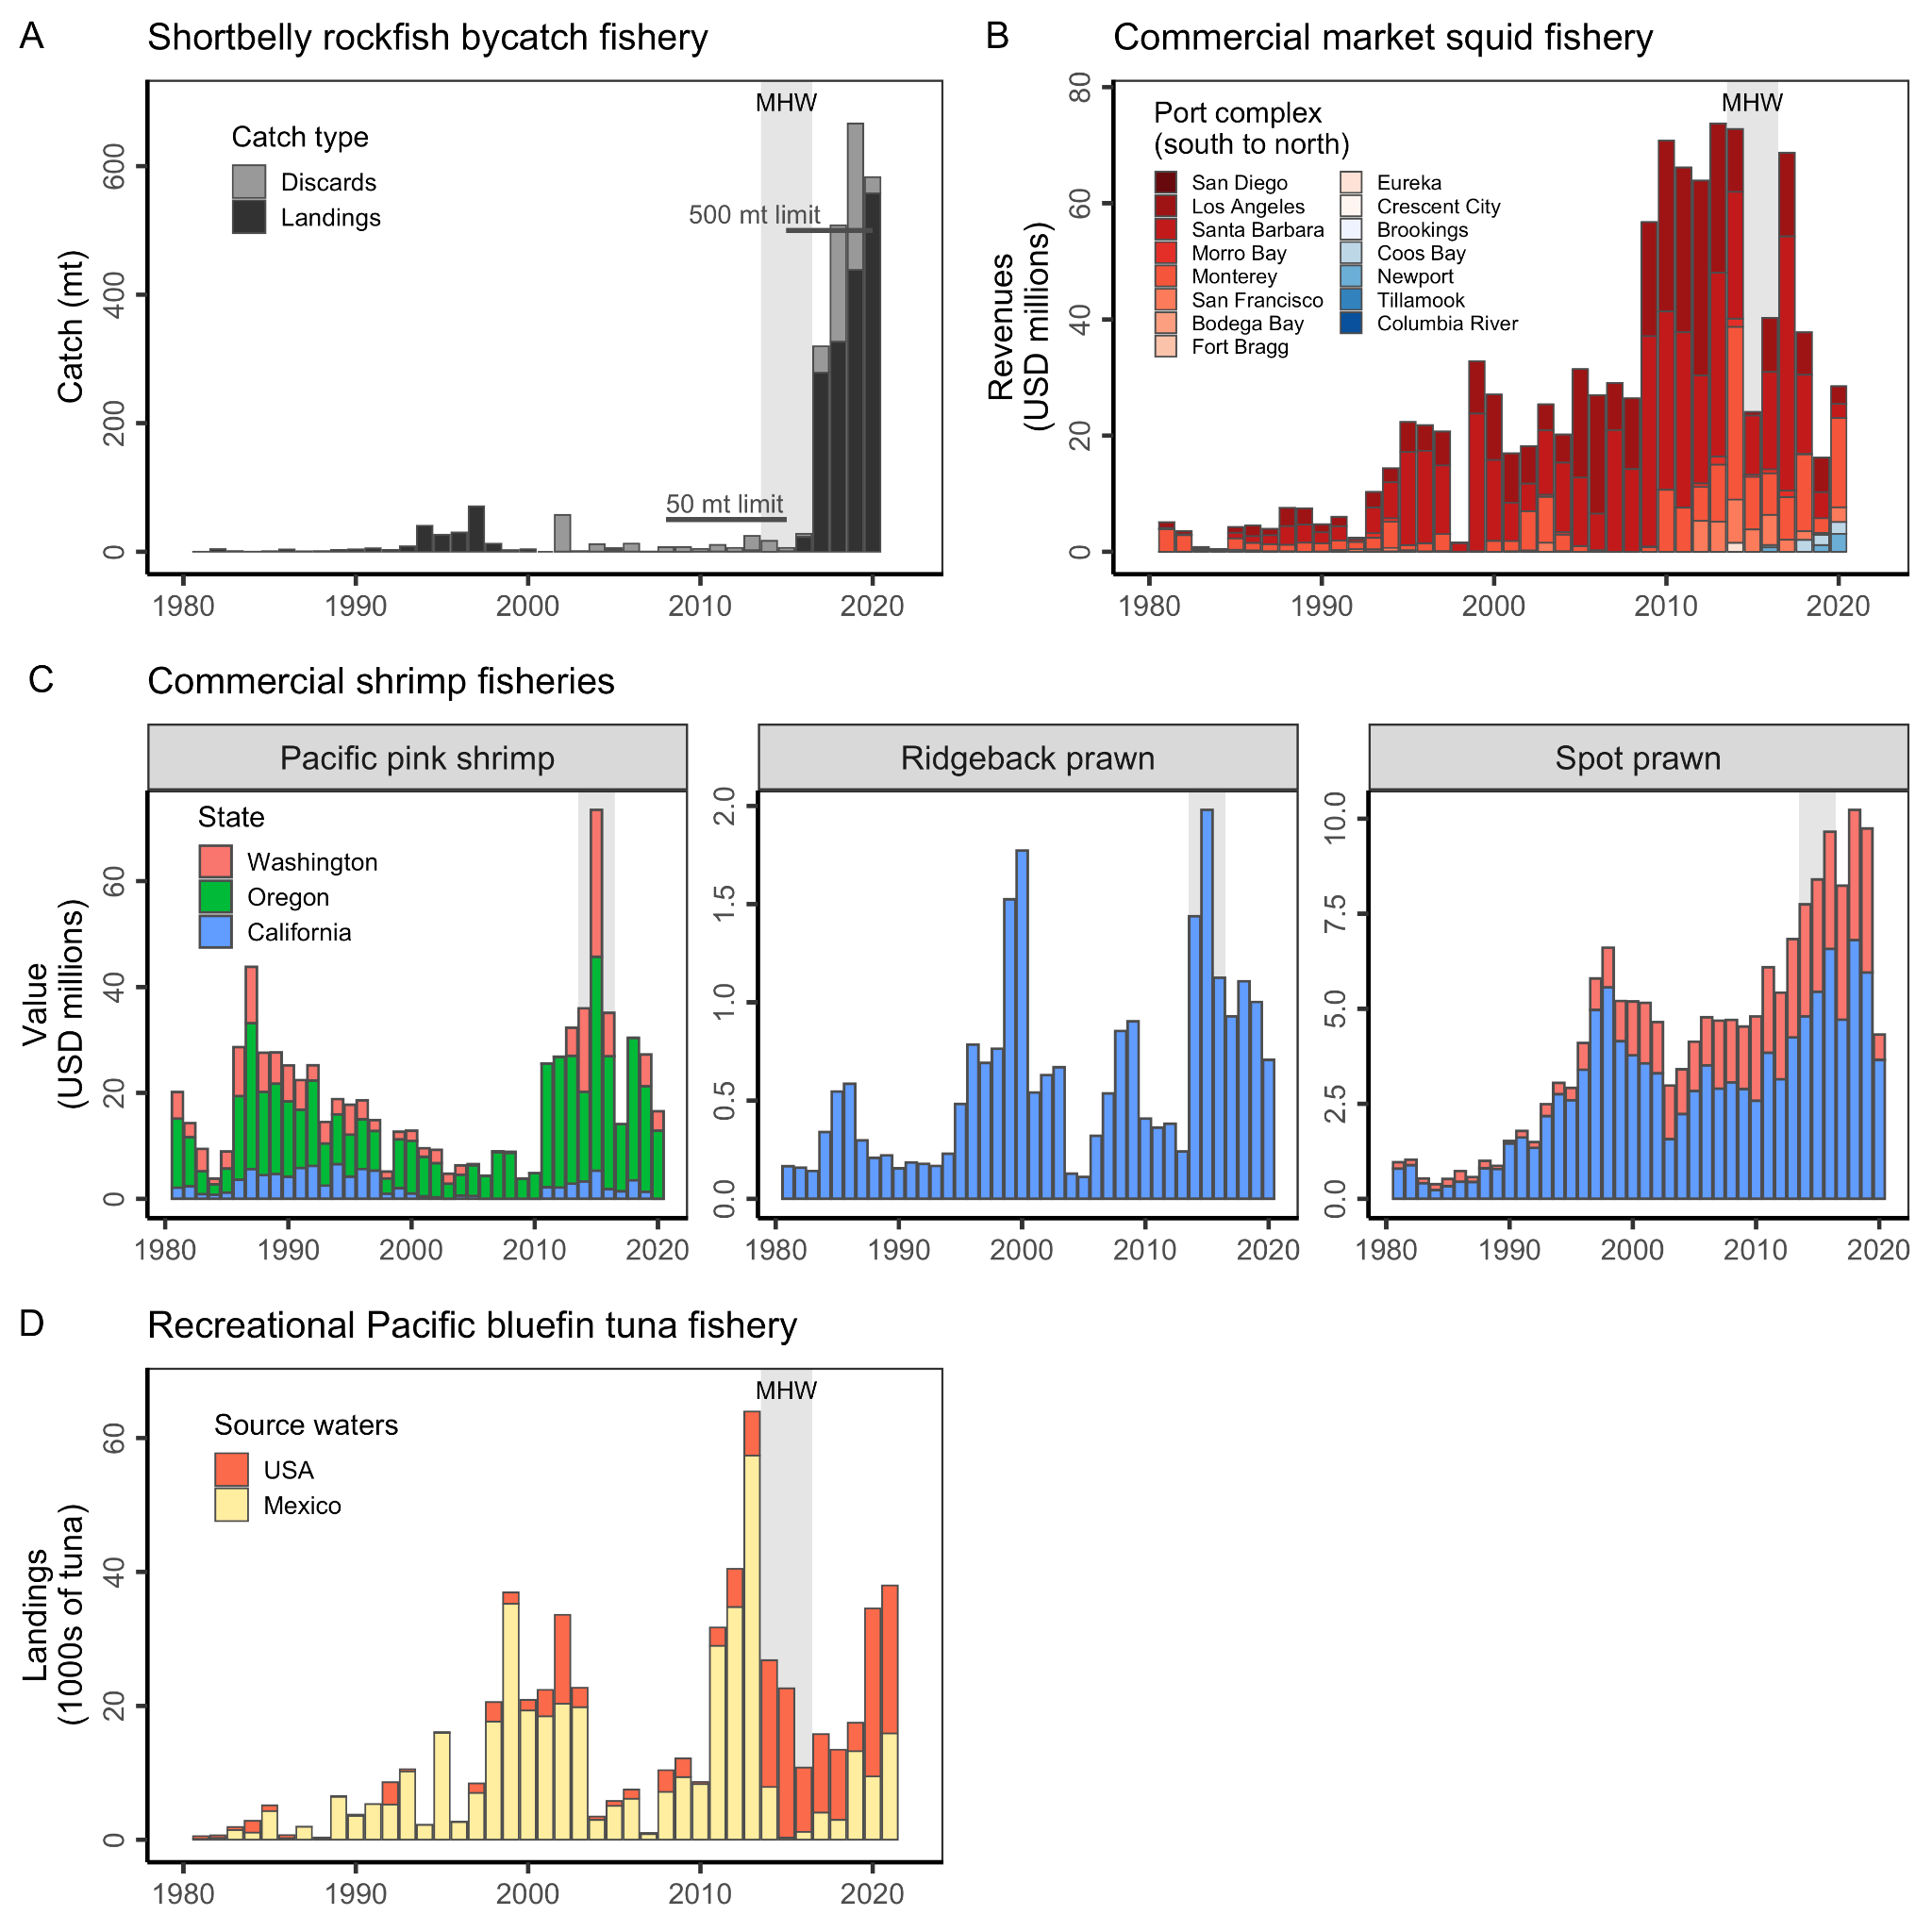 A
Shortbelly rockfish bycatch fishery
MHW
Catch type
Discards
Landings
500 mt limit
50 mt limit
Catch (mt)
0
200
400
600
1980
1990
2000
2010
2020
B
Commercial market squid fishery
MHW
Port complex
(south to north)
San Diego
Los Angeles
Santa Barbara
Morro Bay
Monterey
San Francisco
Bodega Bay
Fort Bragg
Eureka
Crescent City
Brookings
Coos Bay
Newport
Tillamook
Columbia River
Revenues
(USD millions)
0
20
40
60
80
1980
1990
2000
2010
2020
C
Commercial shrimp fisheries
Pacific pink shrimp
State
Washington
Oregon
California
Value
(USD millions)
0
20
40
60
1980
1990
2000
2010
2020
Ridgeback prawn
0.0
0.5
1.0
1.5
2.0
1980
1990
2000
2010
2020
Spot prawn
0.0
2.5
5.0
7.5
10.0
1980
1990
2000
2010
2020
D
Recreational Pacific bluefin tuna fishery
MHW
Source waters
USA
Mexico
Landings
(1000s of tuna)
0
20
40
60
1980
1990
2000
2010
2020